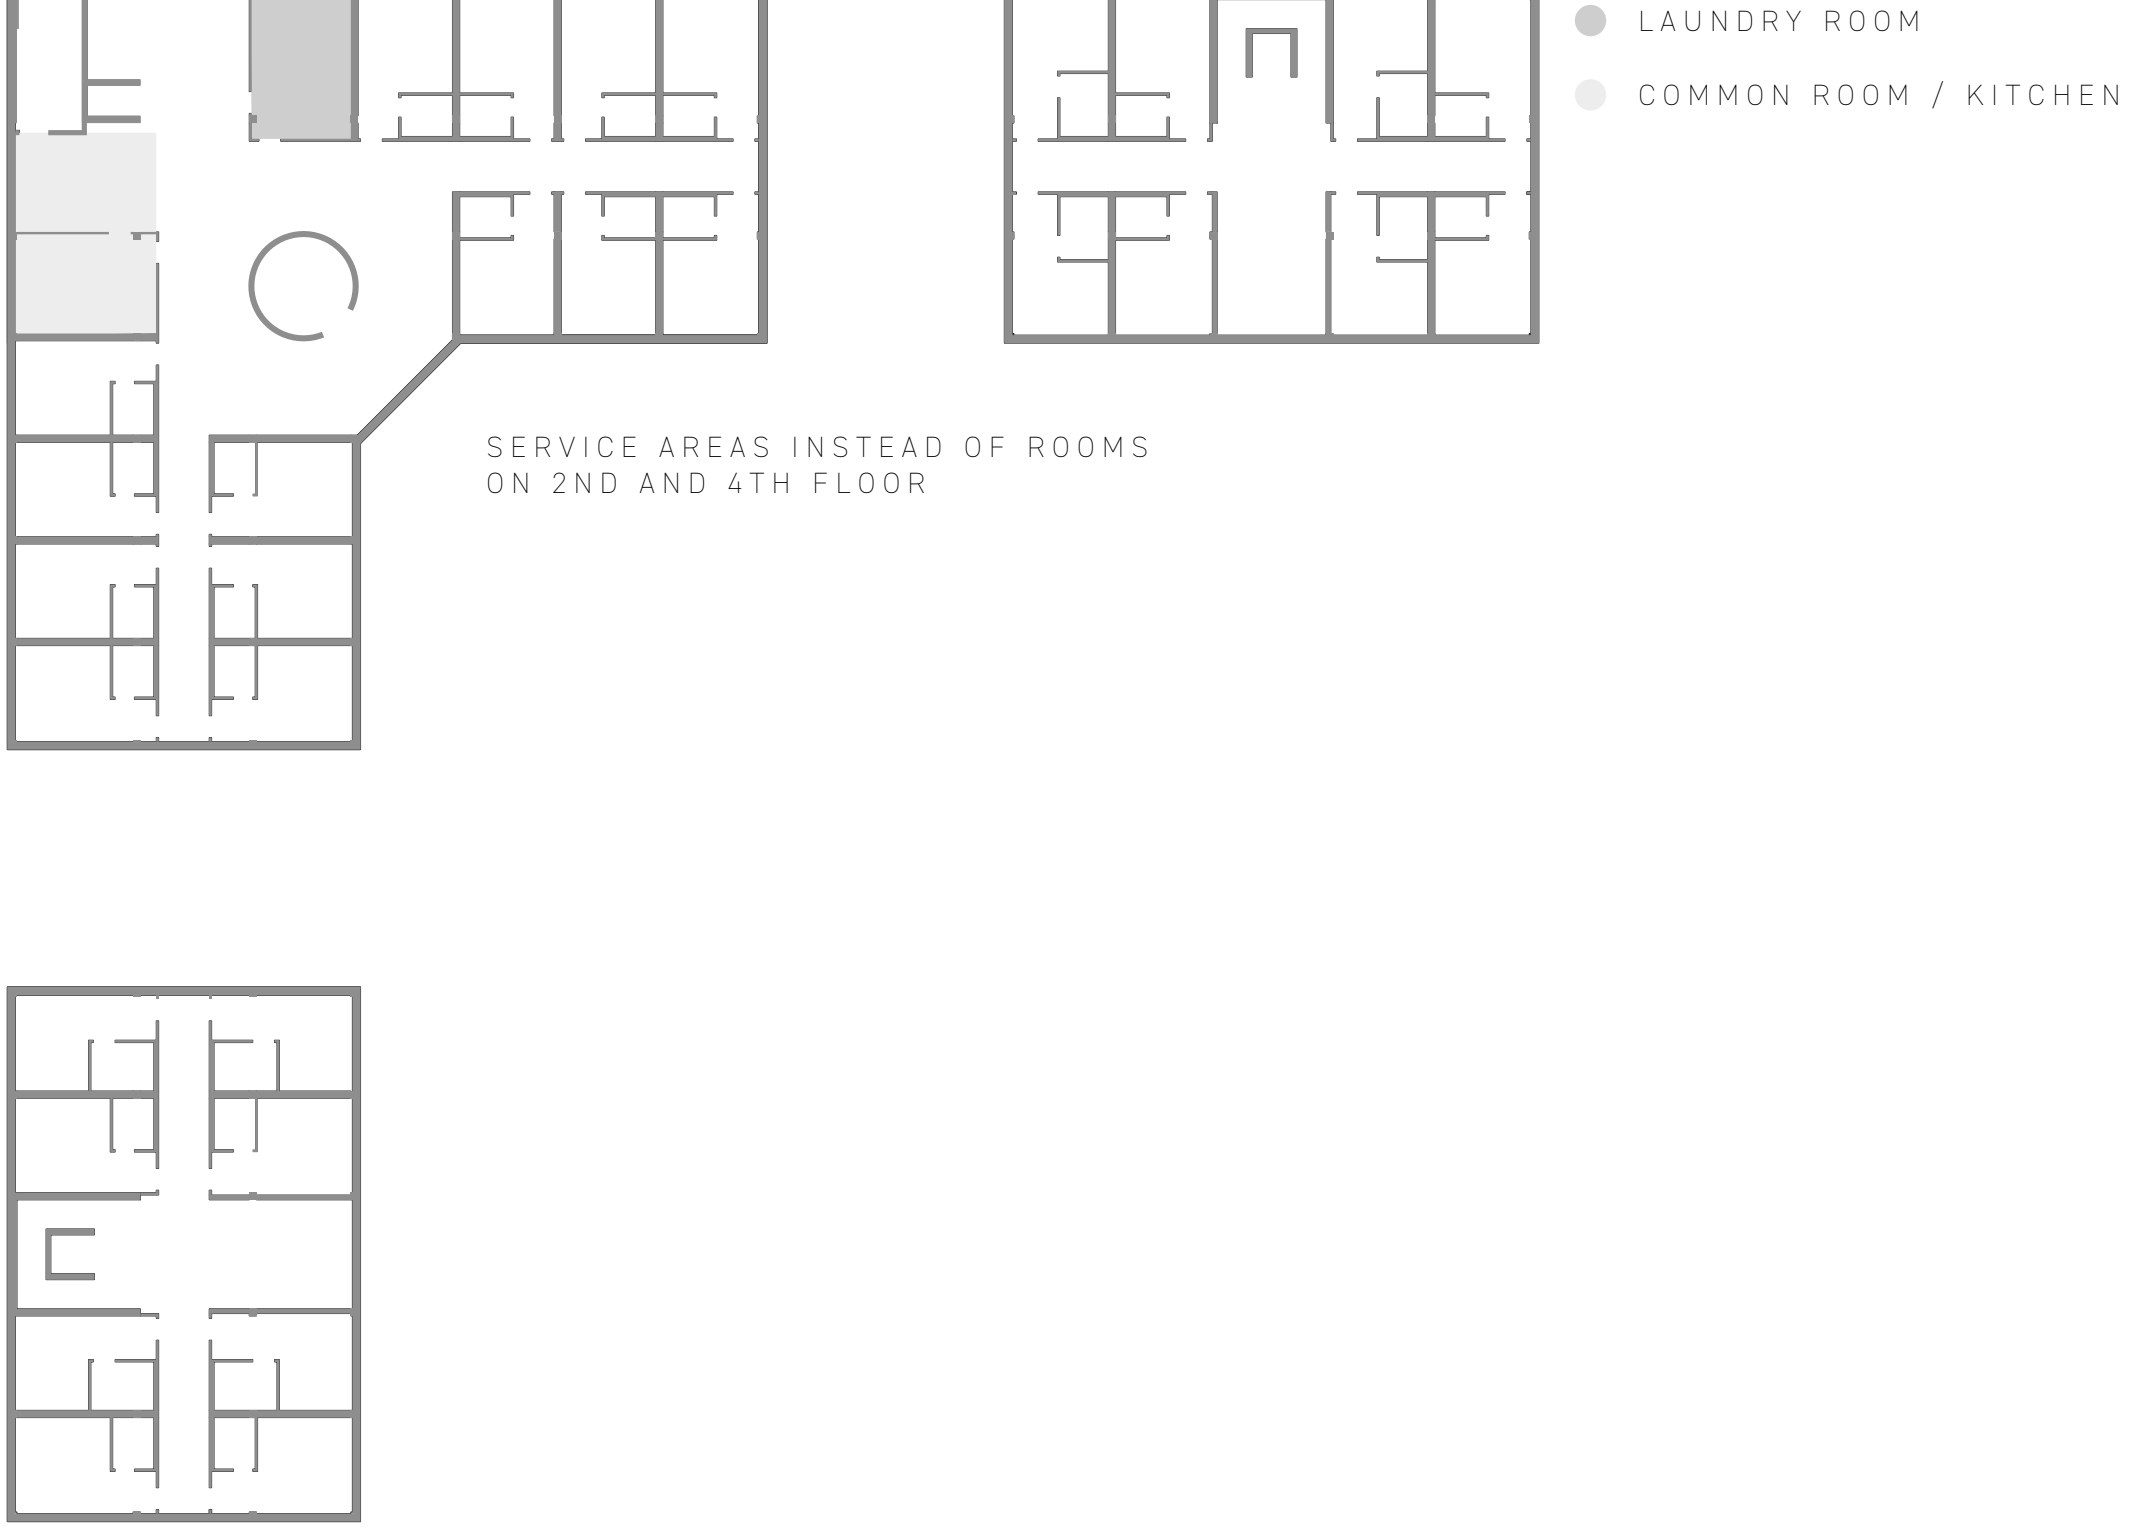 LAUNDRY ROOM
COMMON ROOM / KITCHEN
SERVICE AREAS INSTEAD OF ROOMS
ON 2ND AND 4TH FLOOR